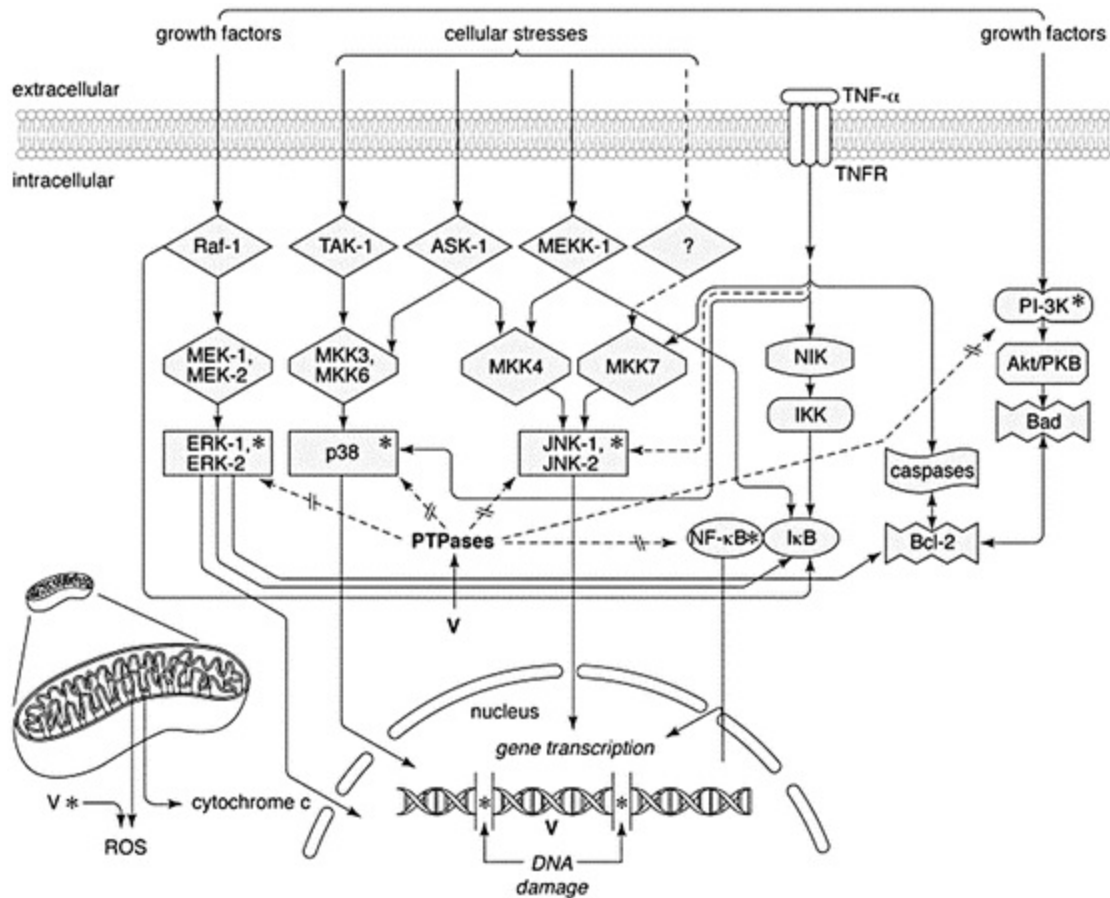 growth factors
cellular stresses
growth factors
extracellular
TNF-α
intracellular
TNFR
Raf-1
TAK-1
ASK-1
MEKK-1
?
PI-3K*
MEK-1,
MEK-2
MKK3,
MKK6
MKK4
MKK7
NIK
Akt/PKB
IKK
Bad
ERK-1,*
ERK-2
p38 *
JNK-1, *
JNK-2
caspases
PTPases
NF-κB*
IκB
Bcl-2
V
nucleus
gene transcription
V *
cytochrome c
ROS
* *
V
DNA
damage